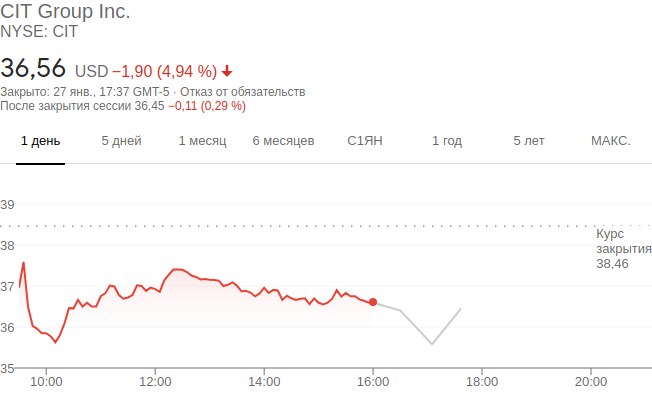 CIT Group Inc.
NYSE: CIT
36,56 USD −1,90 (4,94 %)
Закрыто: 27 янв., 17:37 GMT-5 · Отказ от обязательств
После закрытия сессии 36,45 −0,11 (0,29 %)
1 день 5 дней 1 месяц 6 месяцев С1ЯН 1 год 5 лет МАКС.
39
Курс
закрытия
38,46
38
37
36
35
10:00 12:00 14:00 16:00 18:00 20:00